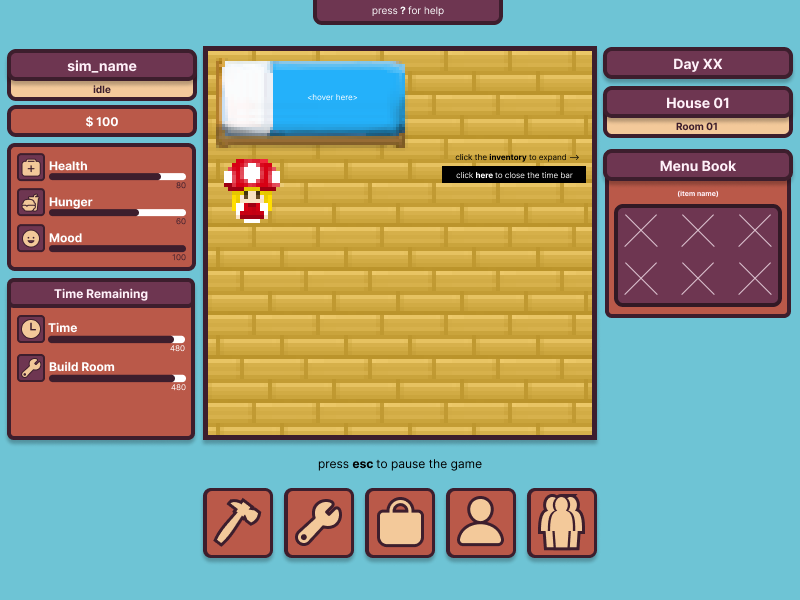 press ? for help
sim_name
idle
$ 100
Health
80
Hunger
60
Mood
100
Time Remaining
Time
480
Build Room
480
<hover here>
click the inventory to expand →
click here to close the time bar
Day XX
House 01
Room 01
Menu Book
(item name)
press esc to pause the game